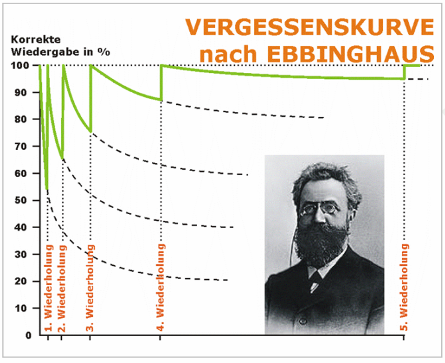 VERGESSENSKURVE
nach EBBINGHAUS
Korrekte
Wiedergabe in %
100
90
80
70
60
50
40
30
20
10
0
1. Wiederholung
2. Wiederholung
3. Wiederholung
4. Wiederholung
5. Wiederholung